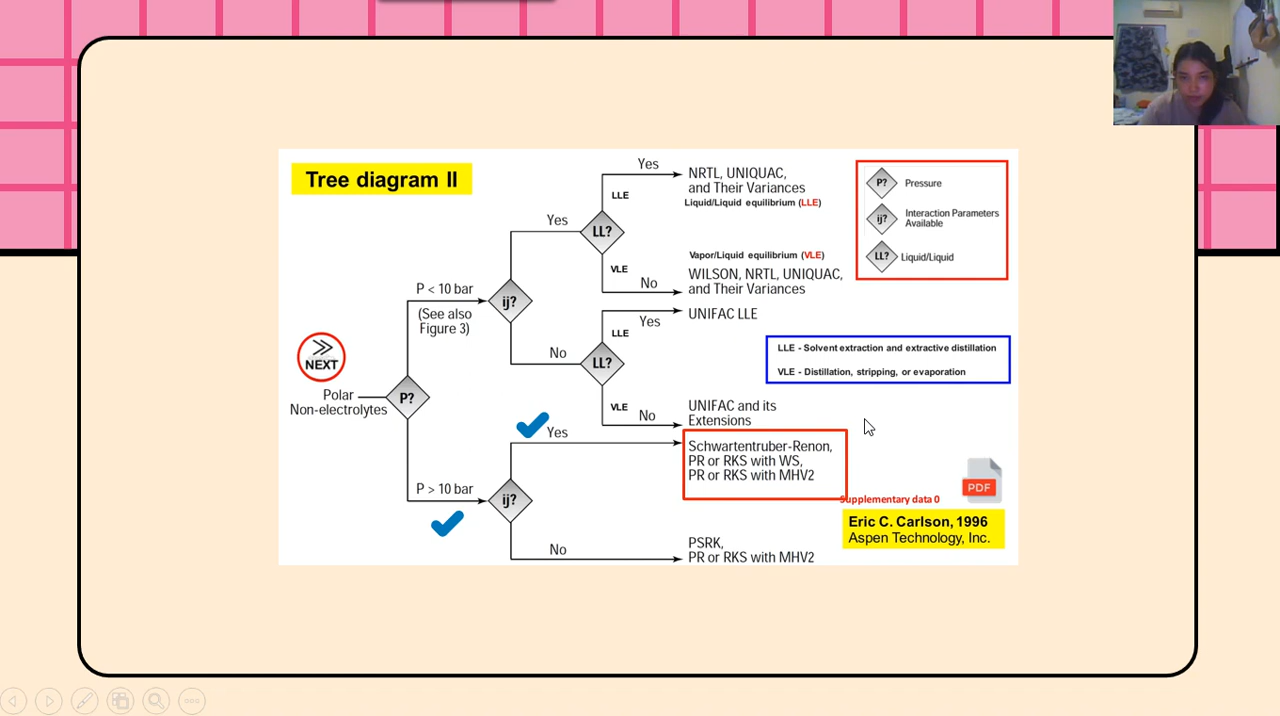 Tree diagram II
Yes
NRTL, UNIQUAC,
and Their Variances
Liquid/Liquid equilibrium (LLE)
LLE
Yes
LL?
VLE
No
Vapor/Liquid equilibrium (VLE)
WILSON, NRTL, UNIQUAC,
and Their Variances
P?
Pressure
ij?
Interaction Parameters
Available
LL?
Liquid/Liquid
P < 10 bar
(See also
Figure 3)
ij?
Yes
UNIFAC LLE
LLE
No
LL?
VLE
No
UNIFAC and its
Extensions
LLE - Solvent extraction and extractive distillation
VLE - Distillation, stripping, or evaporation
NEXT
Polar
Non-electrolytes
P?
Yes
Schwartentruber-Renon,
PR or RKS with WS,
PR or RKS with MHV2
P > 10 bar
ij?
No
PSRK,
PR or RKS with MHV2
PDF
Supplementary data 0
Eric C. Carlson, 1996
Aspen Technology, Inc.